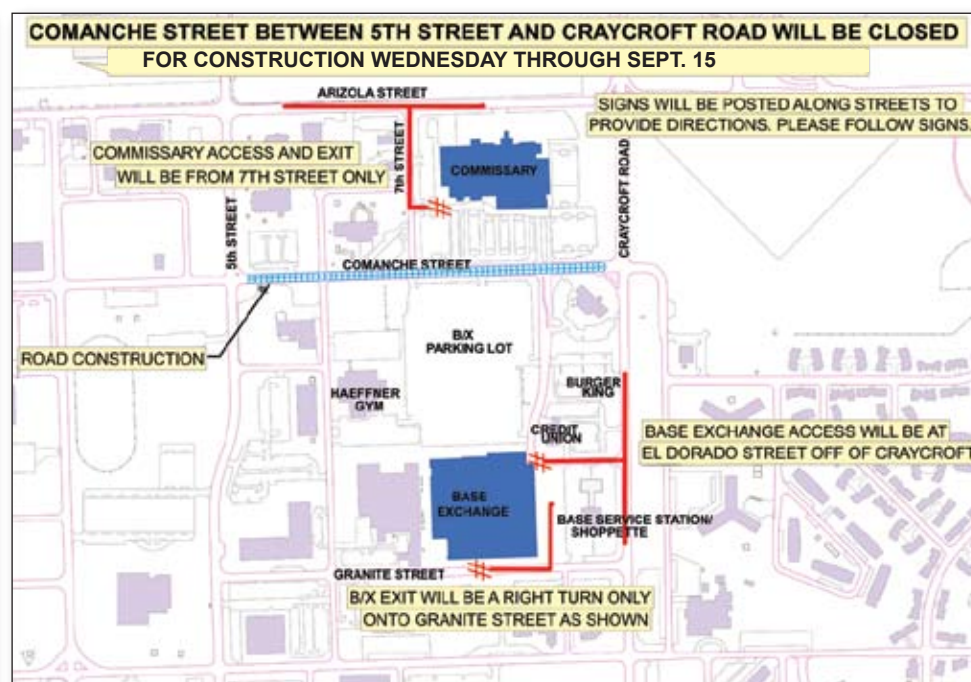 COMANCHE STREET BETWEEN 5TH STREET AND CRAYCROFT ROAD WILL BE CLOSED
FOR CONSTRUCTION WEDNESDAY THROUGH SEPT. 15
ARIZOLA STREET
SIGNS WILL BE POSTED ALONG STREETS TO
PROVIDE DIRECTIONS. PLEASE FOLLOW SIGNS.
COMMISSARY ACCESS AND EXIT
WILL BE FROM 7TH STREET ONLY
7th STREET
COMMISSARY
CRAYCROFT ROAD
5th STREET
COMANCHE STREET
ROAD CONSTRUCTION
B/X
PARKING LOT
HAEFFNER
GYM
BURGER
KING
CREDIT
UNION
BASE EXCHANGE ACCESS WILL BE AT
EL DORADO STREET OFF OF CRAYCROFT
BASE
EXCHANGE
BASE SERVICE STATION/
SHOPPETTE
GRANITE STREET
B/X EXIT WILL BE A RIGHT TURN ONLY
ONTO GRANITE STREET AS SHOWN